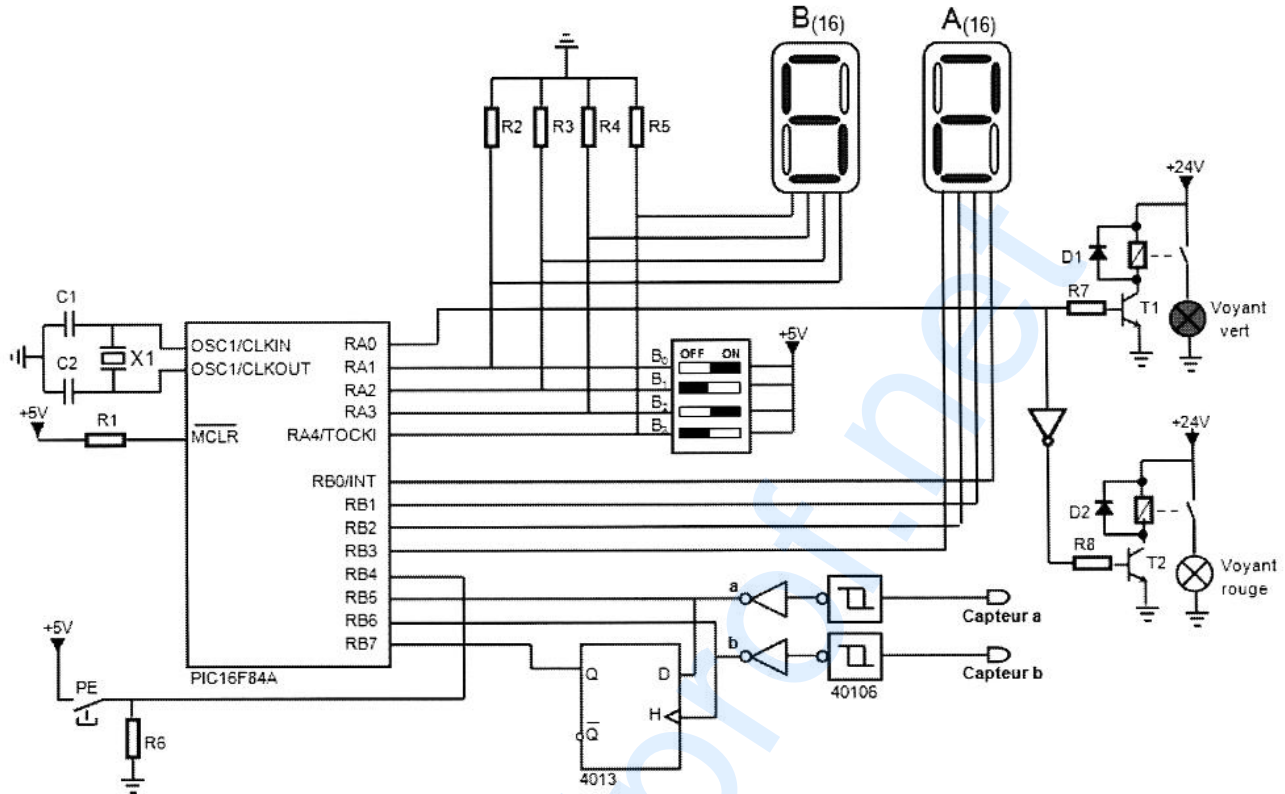 B(16)
A(16)
R2
R3
R4
R5
+24V
D1
R7
T1
Voyant
vert
C1
C2
X1
OSC1/CLKIN
OSC1/CLKOUT
+5V
R1
MCLR
RA0
RA1
RA2
RA3
RA4/TOCKI
RB0/INT
RB1
RB2
RB3
RB4
RB5
RB6
RB7
PIC16F84A
+5V
OFF ON
B0
B1
B2
B3
+24V
D2
R8
T2
Voyant
rouge
a
Capteur a
b
Capteur b
40106
+5V
PE
R6
Q
D
H
Q
4013
prof.net